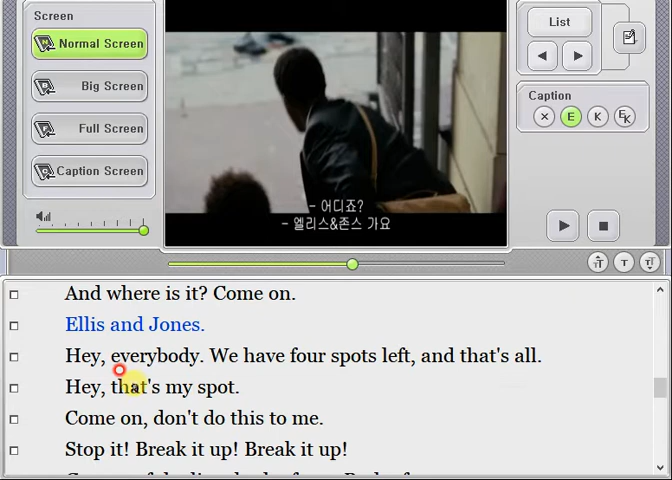 Screen
Normal Screen
Big Screen
Full Screen
Caption Screen
List
Caption
X E K EK
T T T
- 어디죠?
- 엘리스&존스 가요
And where is it? Come on.
Ellis and Jones.
Hey, everybody. We have four spots left, and that's all.
Hey, that's my spot.
Come on, don't do this to me.
Stop it! Break it up! Break it up!